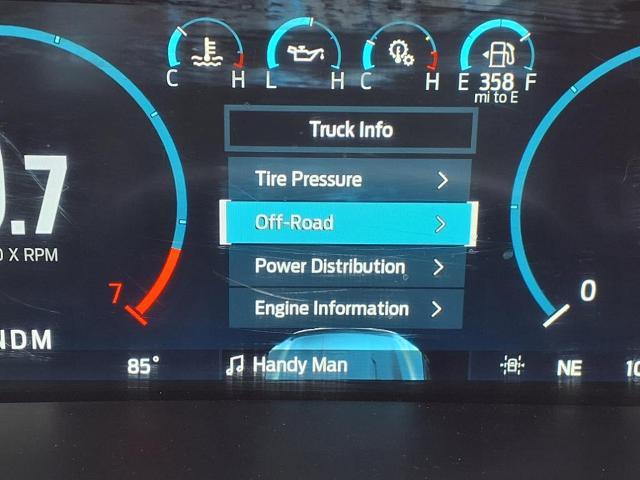 C H L H C H E 358 F
mi to E
Truck Info
Tire Pressure
.7
Off-Road
Power Distribution
X RPM
7
Engine Information
0
85° Handy Man NE